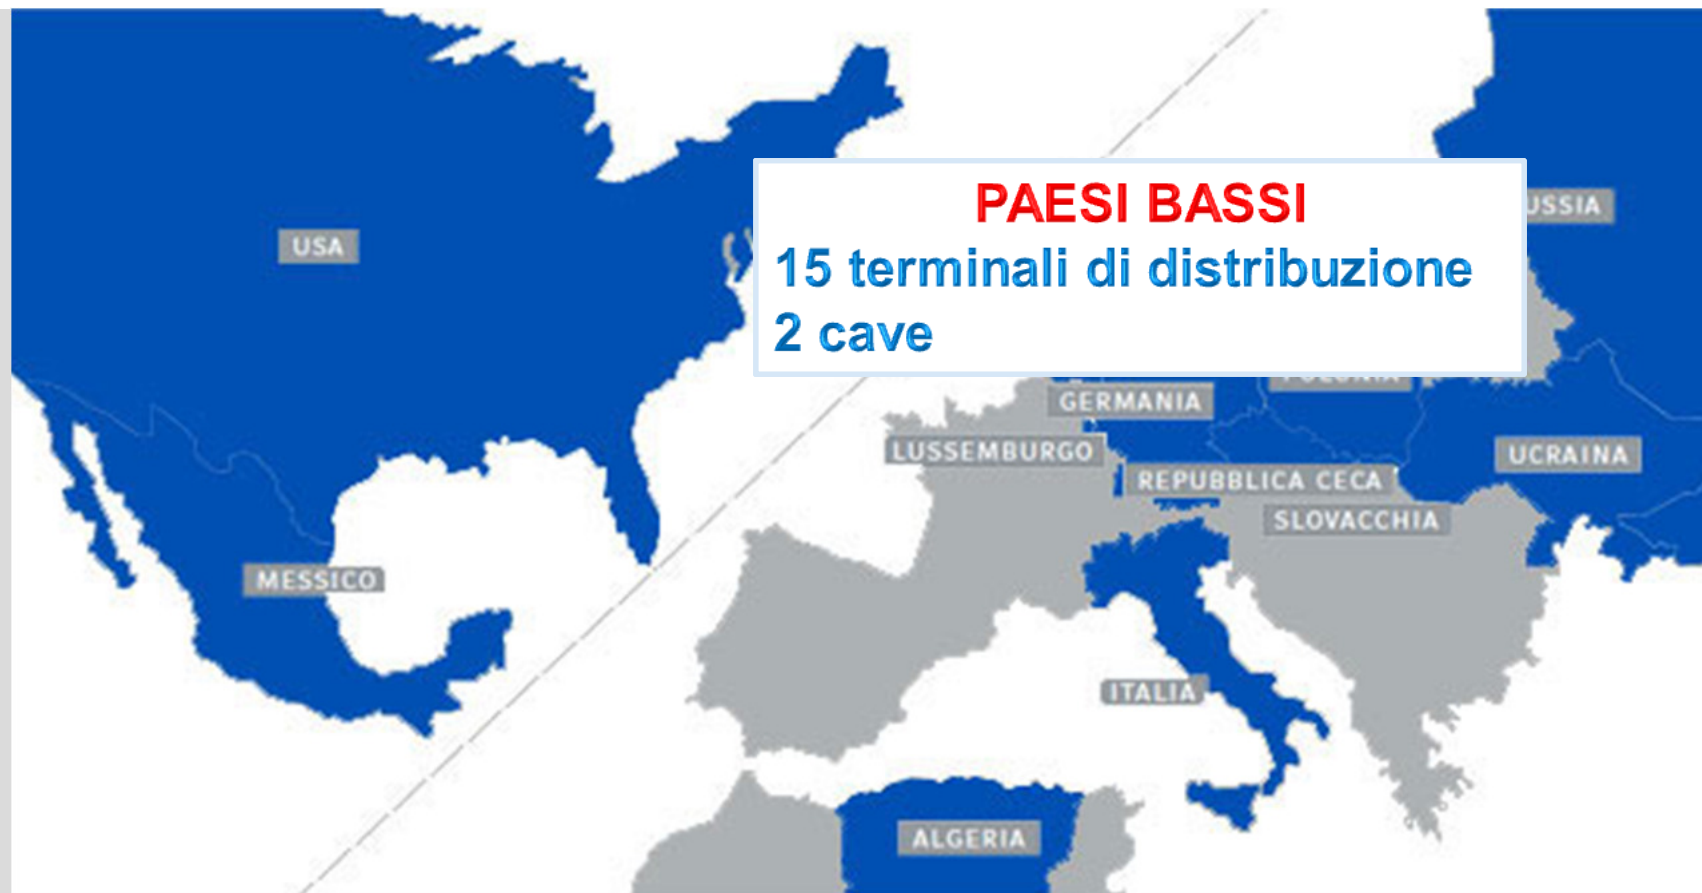 PAESI BASSI
15 terminali di distribuzione
2 cave
USSIA
USA
GERMANIA
LUSSEMBURGO
UCRAINA
REPUBBLICA CECA
SLOVACCHIA
MESSICO
ITALIA
ALGERIA